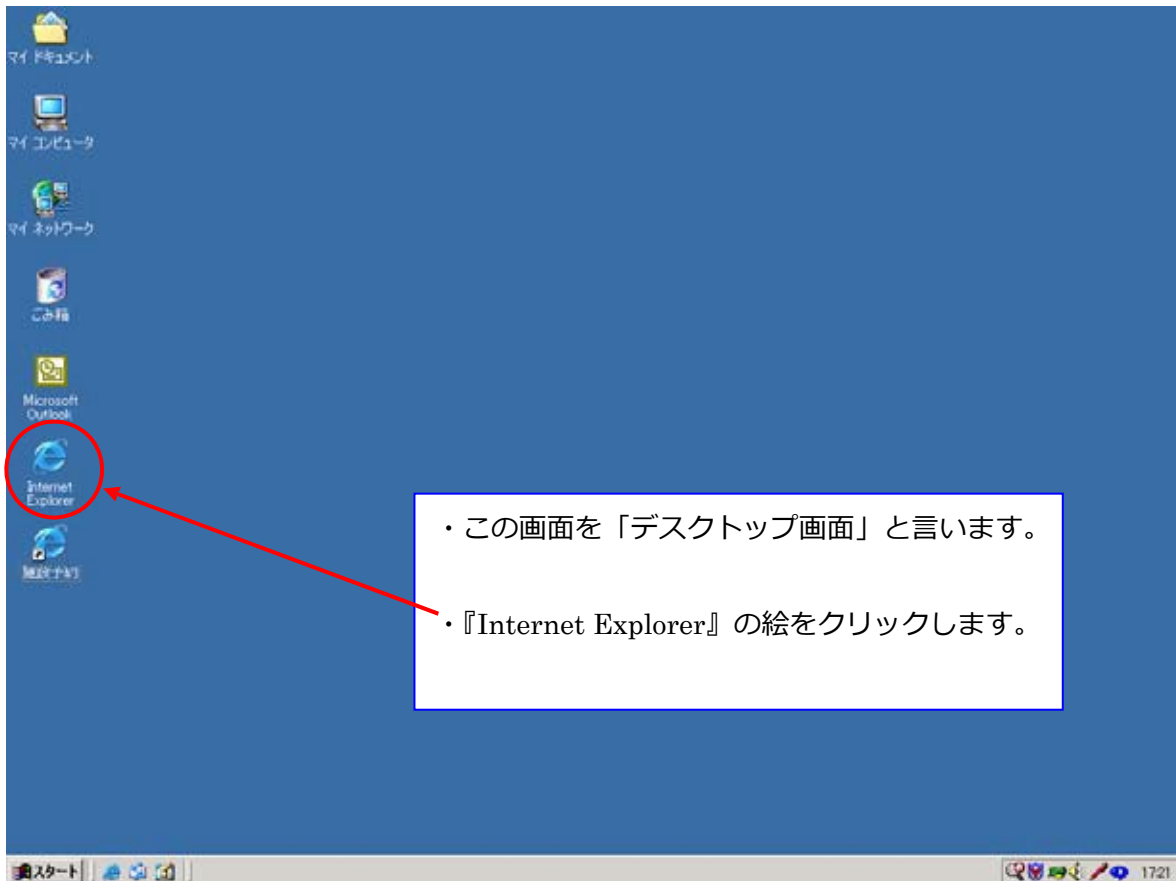 マイ ドキュメント
マイ コンピュータ
マイ ネットワーク
ごみ箱
Microsoft
Outlook
Internet
Explorer
・この画面を「デスクトップ画面」と言います。
・『Internet Explorer』の絵をクリックします。
スタート
17:21